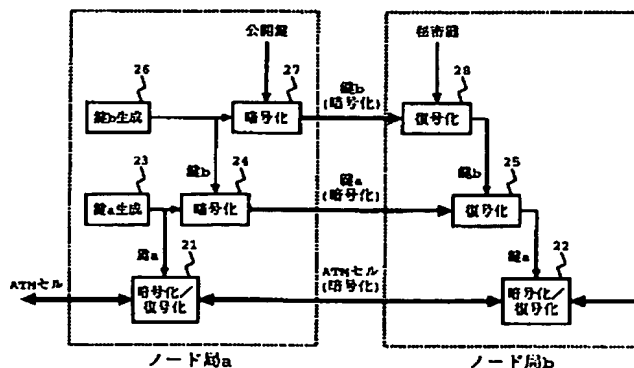 公開鍵
秘密鍵
26
27
28
鍵b生成
暗号化
鍵b
(暗号化)
復号化
23
鍵b
24
鍵a
(暗号化)
鍵b
25
鍵a生成
暗号化
復号化
鍵a
21
ATMセル
(暗号化)
鍵a
22
ATMセル
暗号化/
復号化
暗号化/
復号化
ノード局a
ノード局b